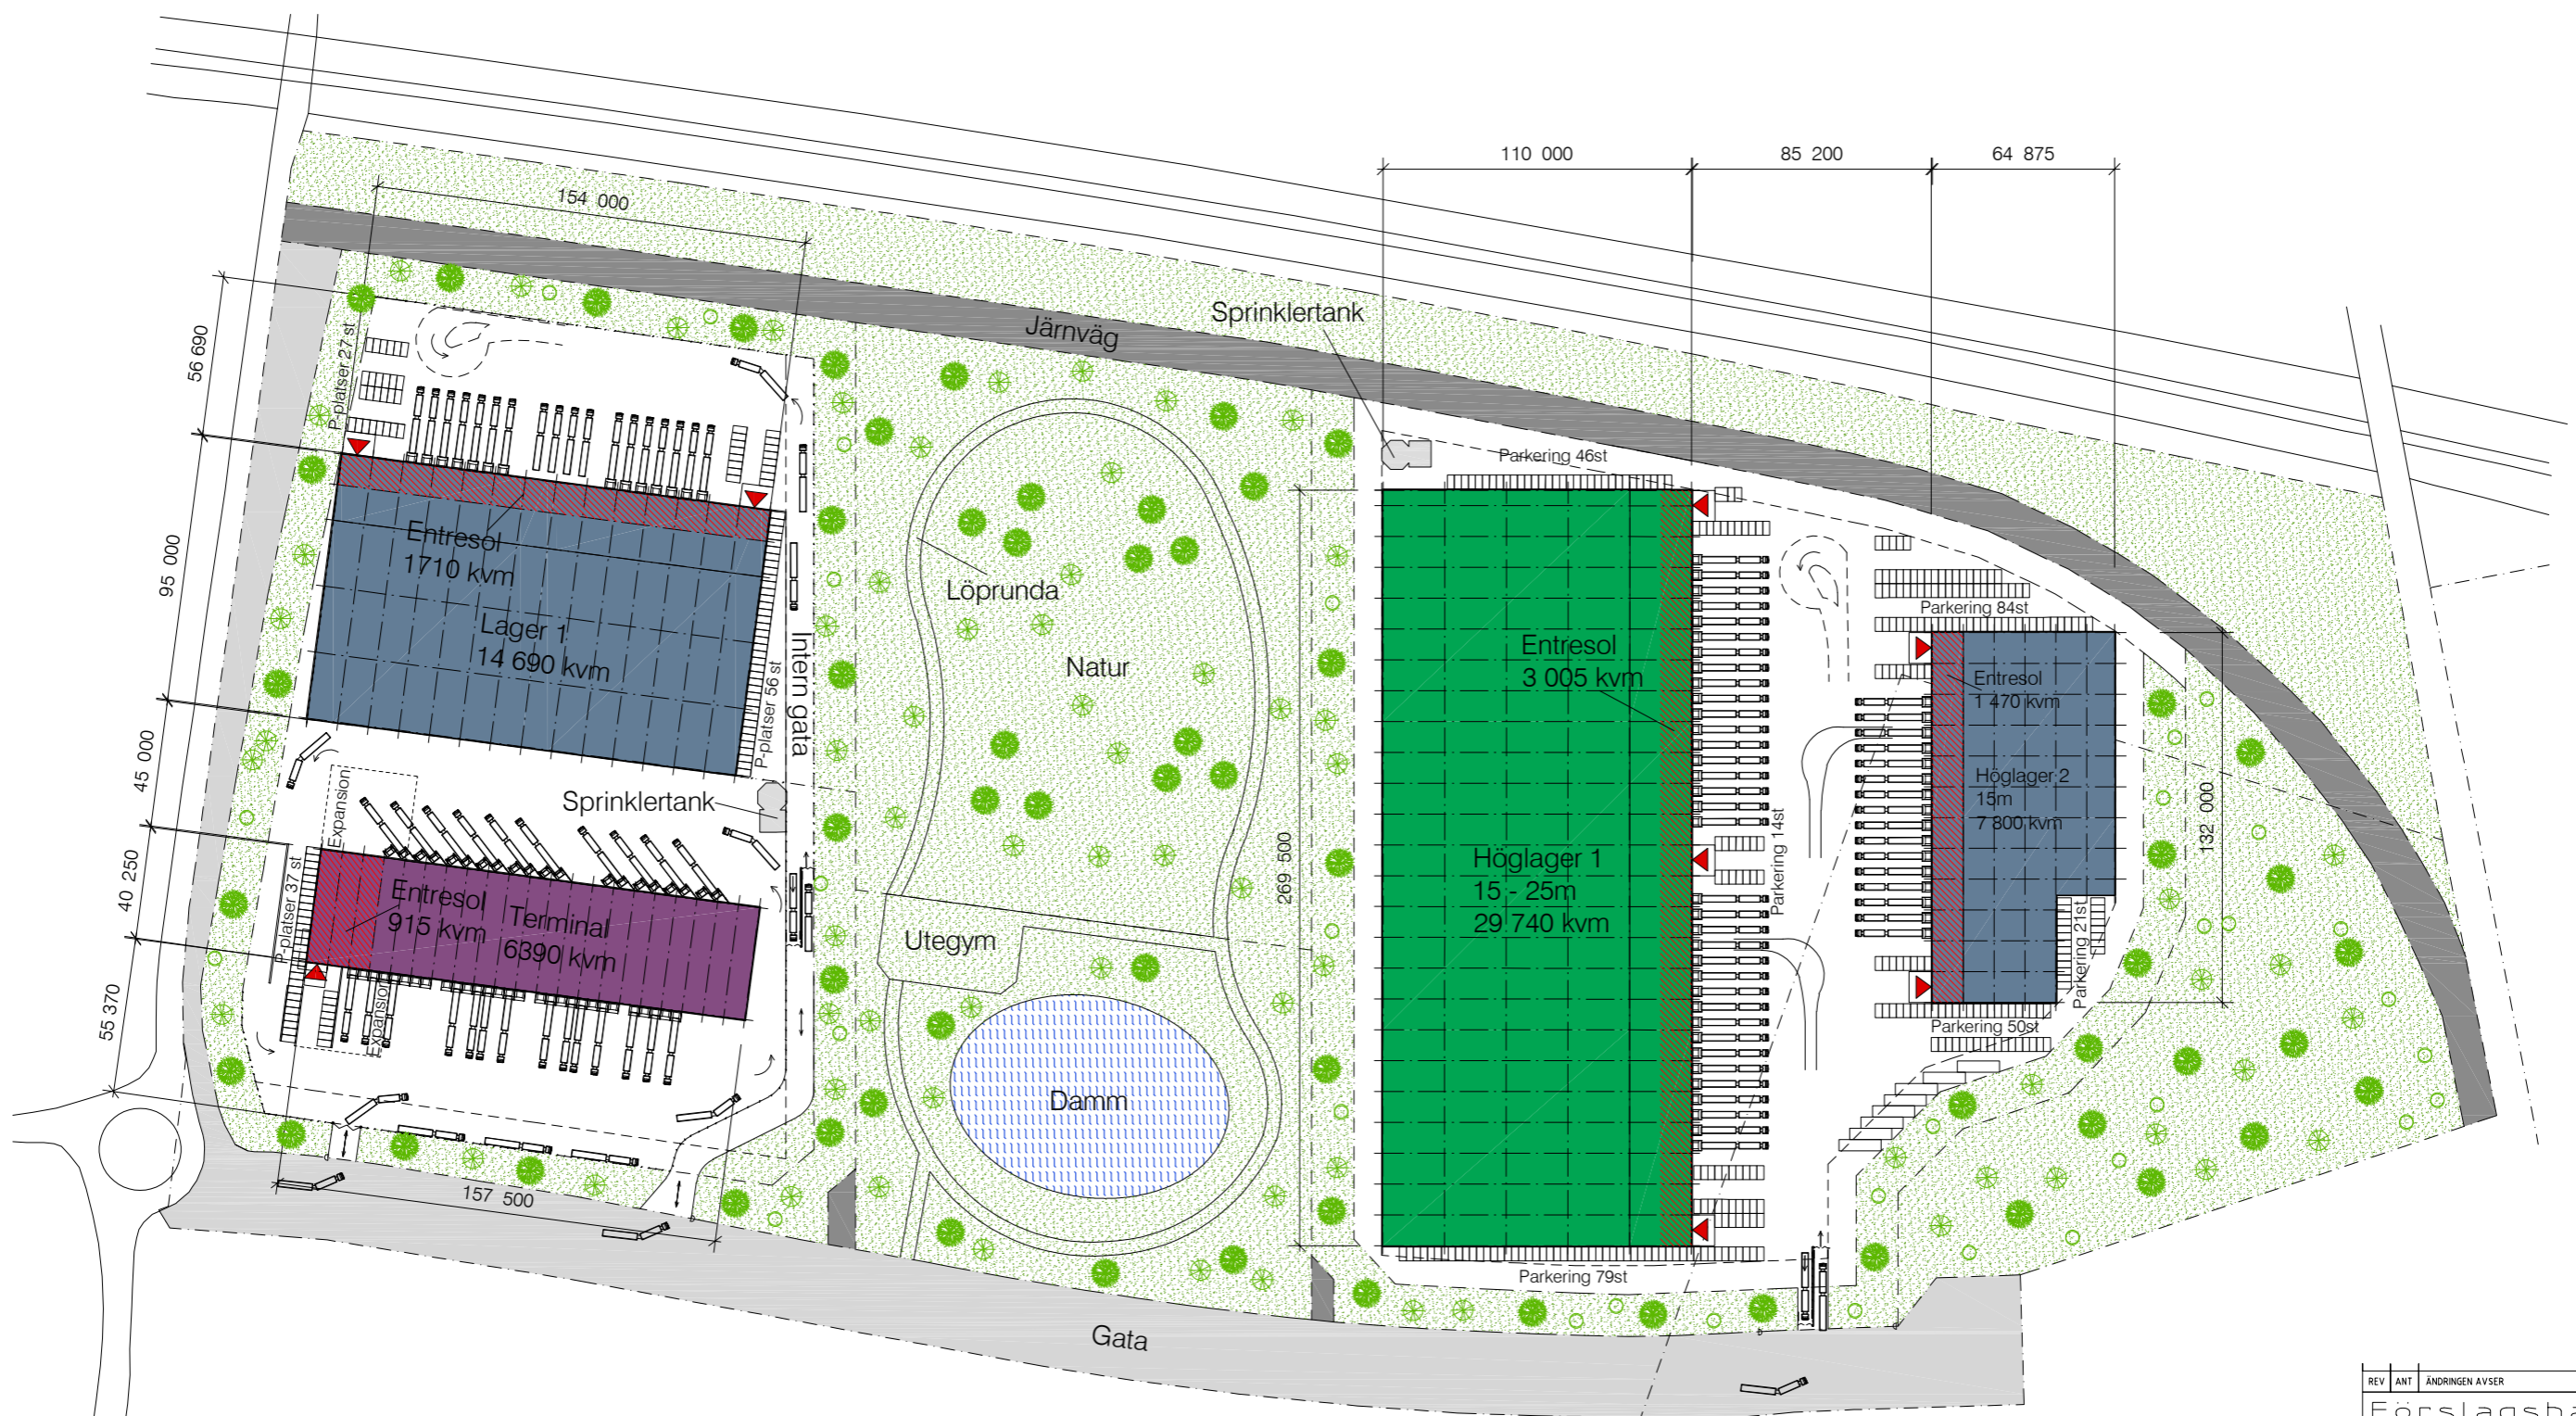 110 000
85 200
64 875
154 000
Sprinklertank
Järnväg
56 690
P-platser 27 st
Parkering 46st
95 000
Entresol
1710 kvm
Lager 1
14 690 kvm
P-platser 56 st
Intern gata
Löprunda
Natur
Entresol
3 005 kvm
Parkering 84st
Entresol
1 470 kvm
Höglager 2
15m
7 800 kvm
132 000
45 000
Expansion
Sprinklertank
269 500
Höglager 1
15 - 25m
29 740 kvm
Parkering 14st
40 250
P-platser 37 st
Entresol
915 kvm
Terminal
6390 kvm
Utegym
Parkering 21st
55 370
Expansion
Parkering 50st
Damm
157 500
Parkering 79st
Gata
REV ANT ÄNDRINGEN AVSER